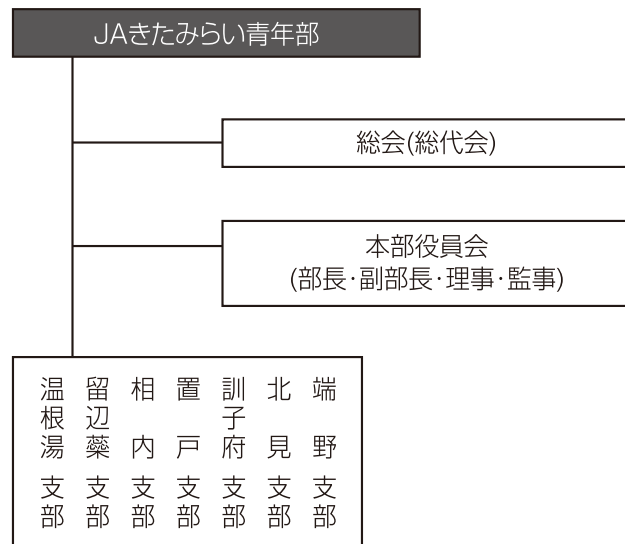 JAきたみらい青年部
総会(総代会)
本部役員会
(部長・副部長・理事・監事)
温根湯支部
留辺蘂支部
相内支部
置戸支部
訓子府支部
北見支部
端野支部